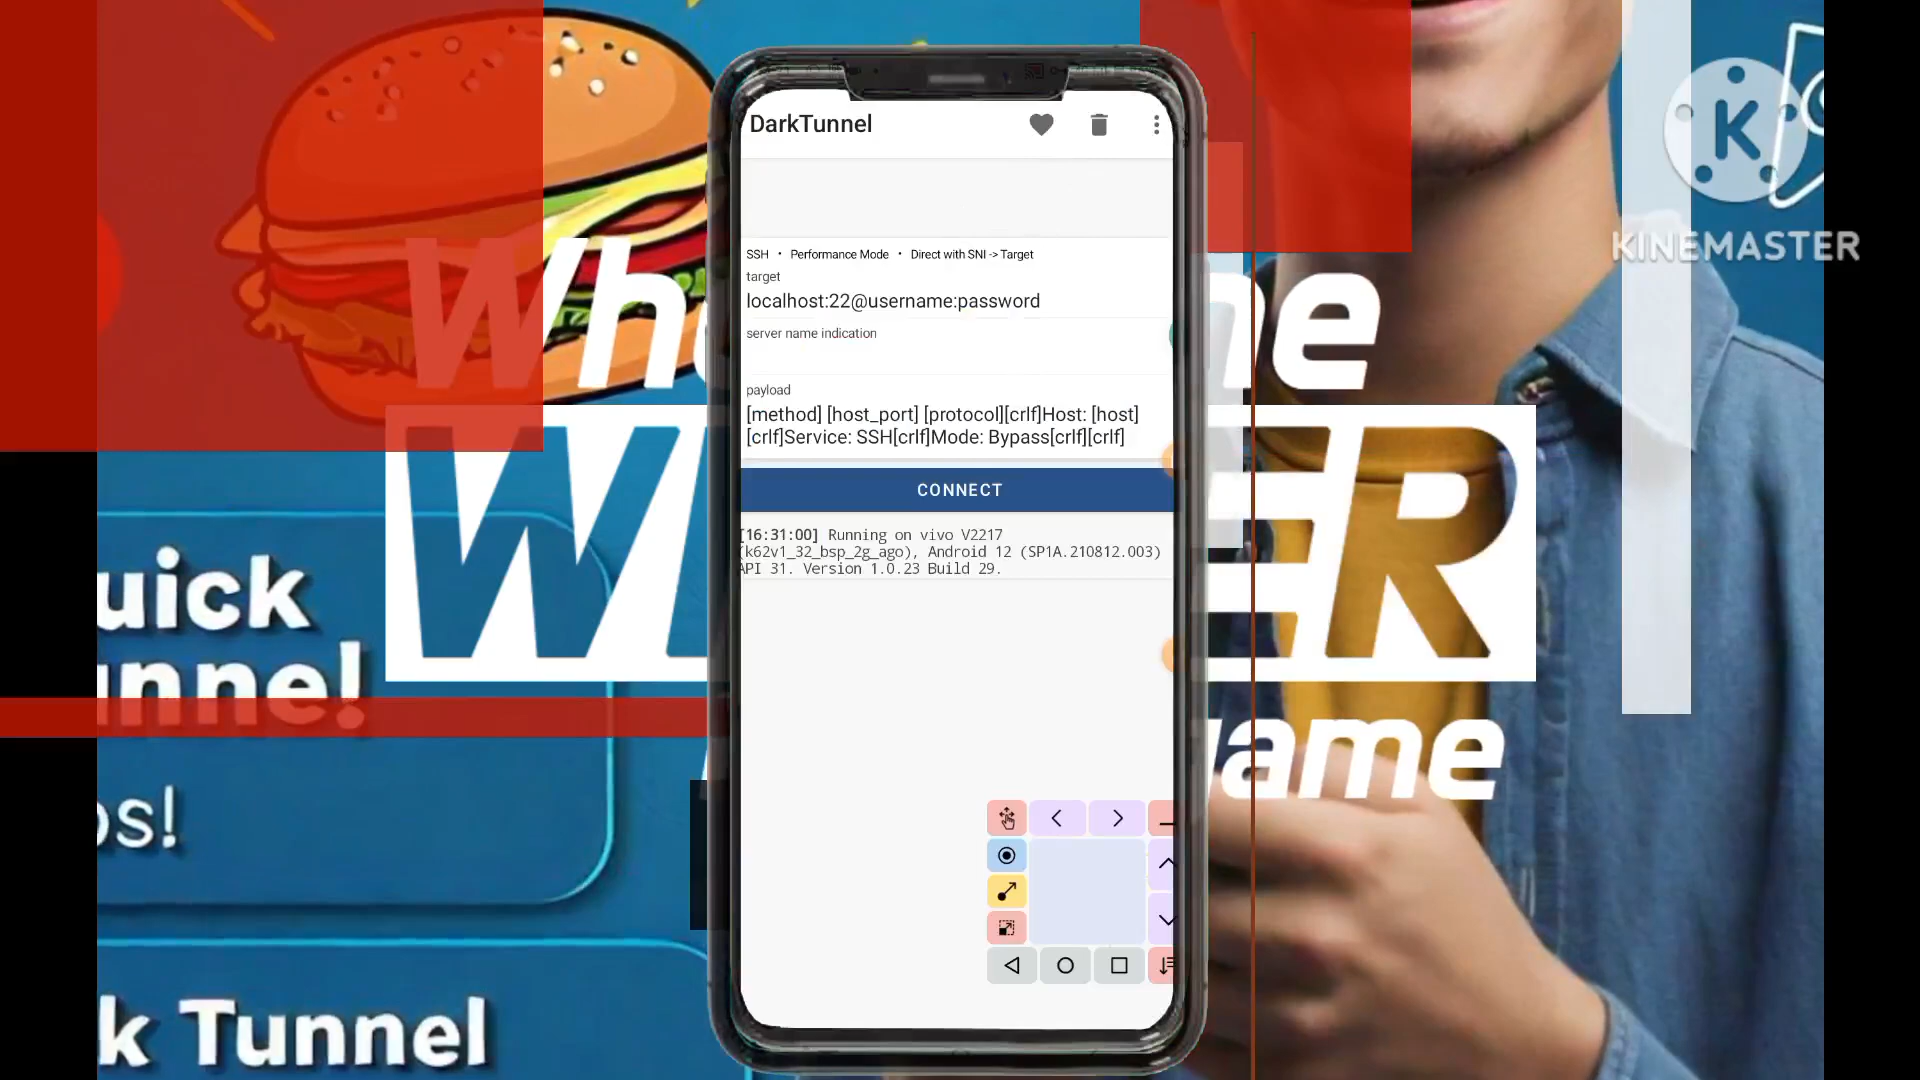 DarkTunnel
SSH • Performance Mode • Direct with SNI -> Target
target
localhost:22@username:password
server name indication
payload
[method] [host_port] [protocol][crlf]Host: [host]
[crlf]Service: SSH[crlf]Mode: Bypass[crlf][crlf]
CONNECT
[16:31:00] Running on vivo V2217
(k62v1_32_bsp_2g_ago), Android 12 (SP1A.210812.003)
API 31. Version 1.0.23 Build 29.
K
KINEMASTER
uick
unnel!
os!
k Tunnel